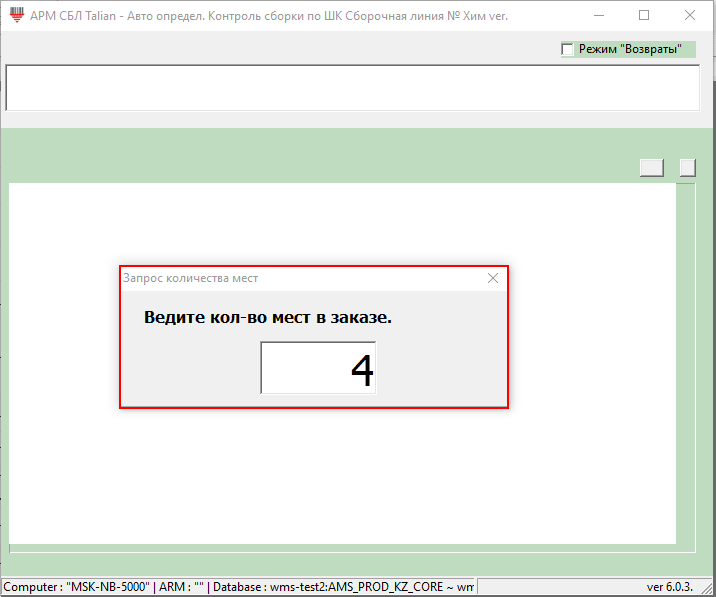 АРМ СБЛ Talian - Авто определ. Контроль сборки по ШК Сборочная линия № Хим ver.
Режим "Возвраты"
Запрос количества мест
Ведите кол-во мест в заказе.
4
Computer : "MSK-NB-5000" | ARM : "" | Database : wms-test2:AMS_PROD_KZ_CORE ~ wm
ver 6.0.3.